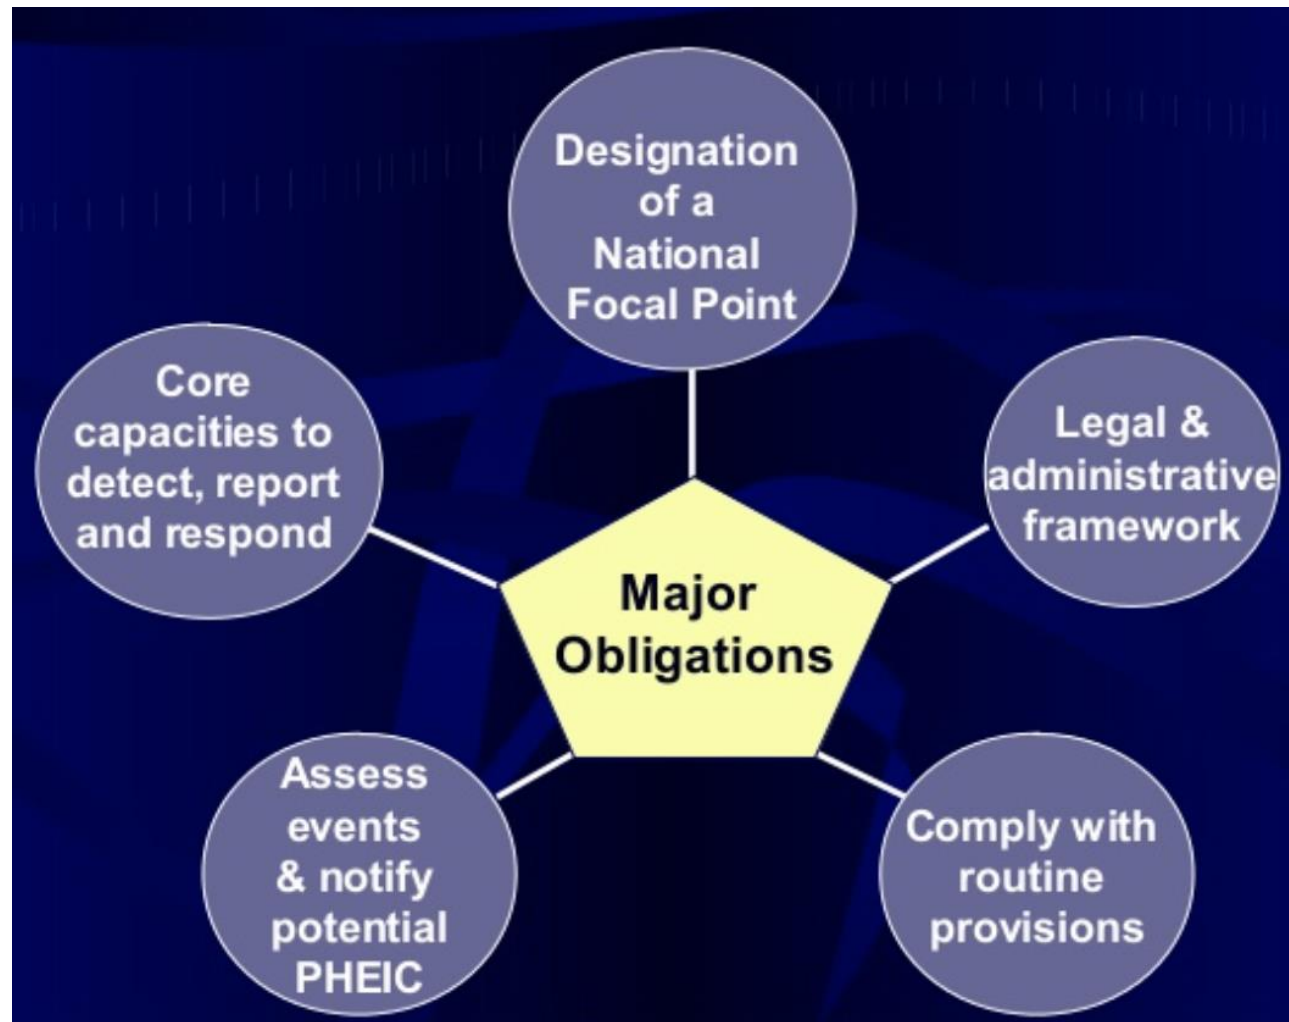 Designation
of a
National
Focal Point
Core
capacities to
detect, report
and respond
Legal &
administrative
framework
Major
Obligations
Assess
events
& notify
potential
PHEIC
Comply with
routine
provisions